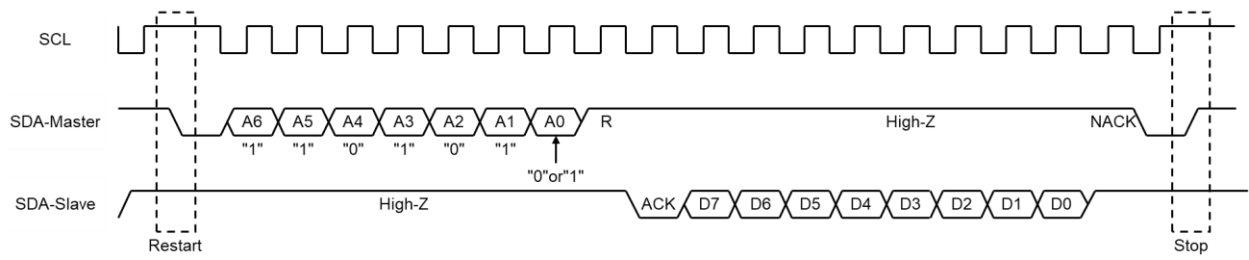 SCL
SDA-Master A6 A5 A4 A3 A2 A1 A0 R High-Z NACK
"1" "1" "0" "1" "0" "1"
"0"or"1"
SDA-Slave High-Z ACK D7 D6 D5 D4 D3 D2 D1 D0
Restart Stop